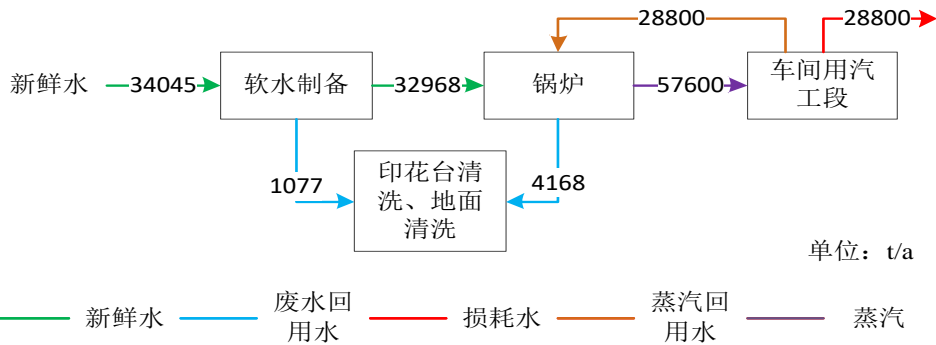 28800
28800
新鲜水
34045
软水制备
32968
锅炉
57600
车间用汽
工段
1077
印花台清
洗、地面
清洗
4168
单位：t/a
新鲜水
废水回
用水
损耗水
蒸汽回
用水
蒸汽